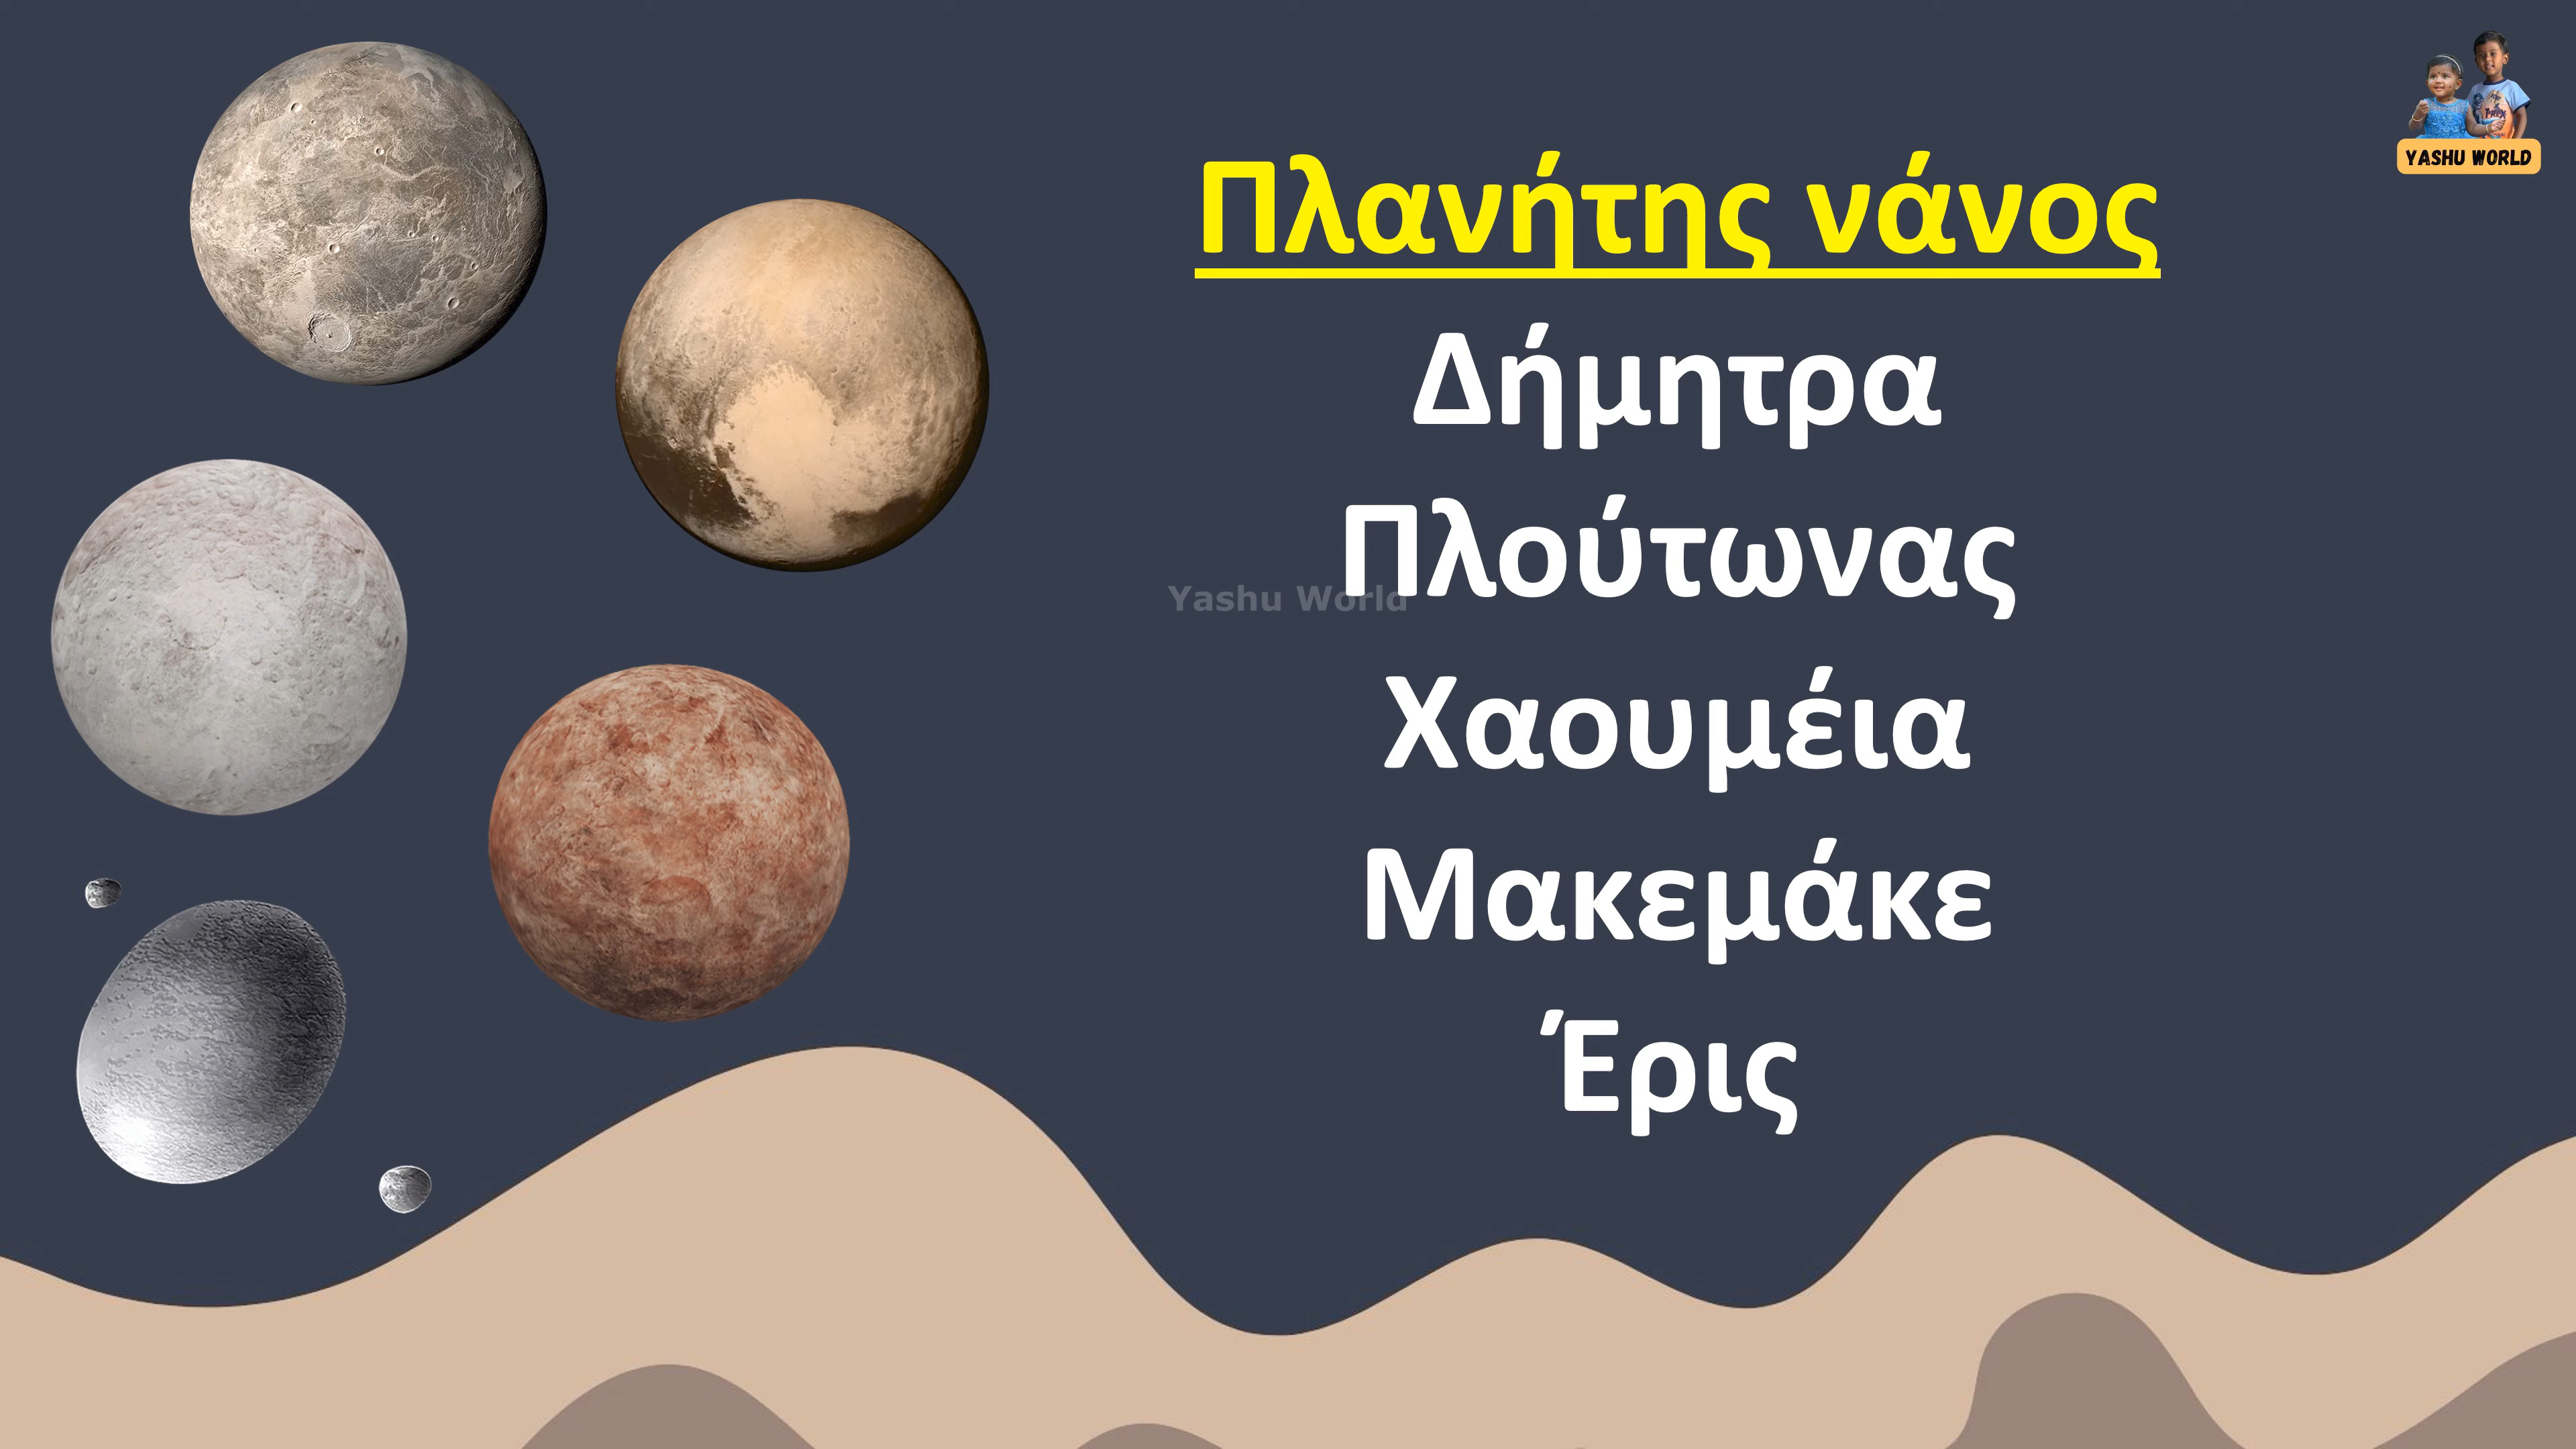 YASHU WORLD
Πλανήτης νάνος
Δήμητρα
Πλούτωνας
Yashu World
Χαουμέια
Μακεμάκε
Έρις